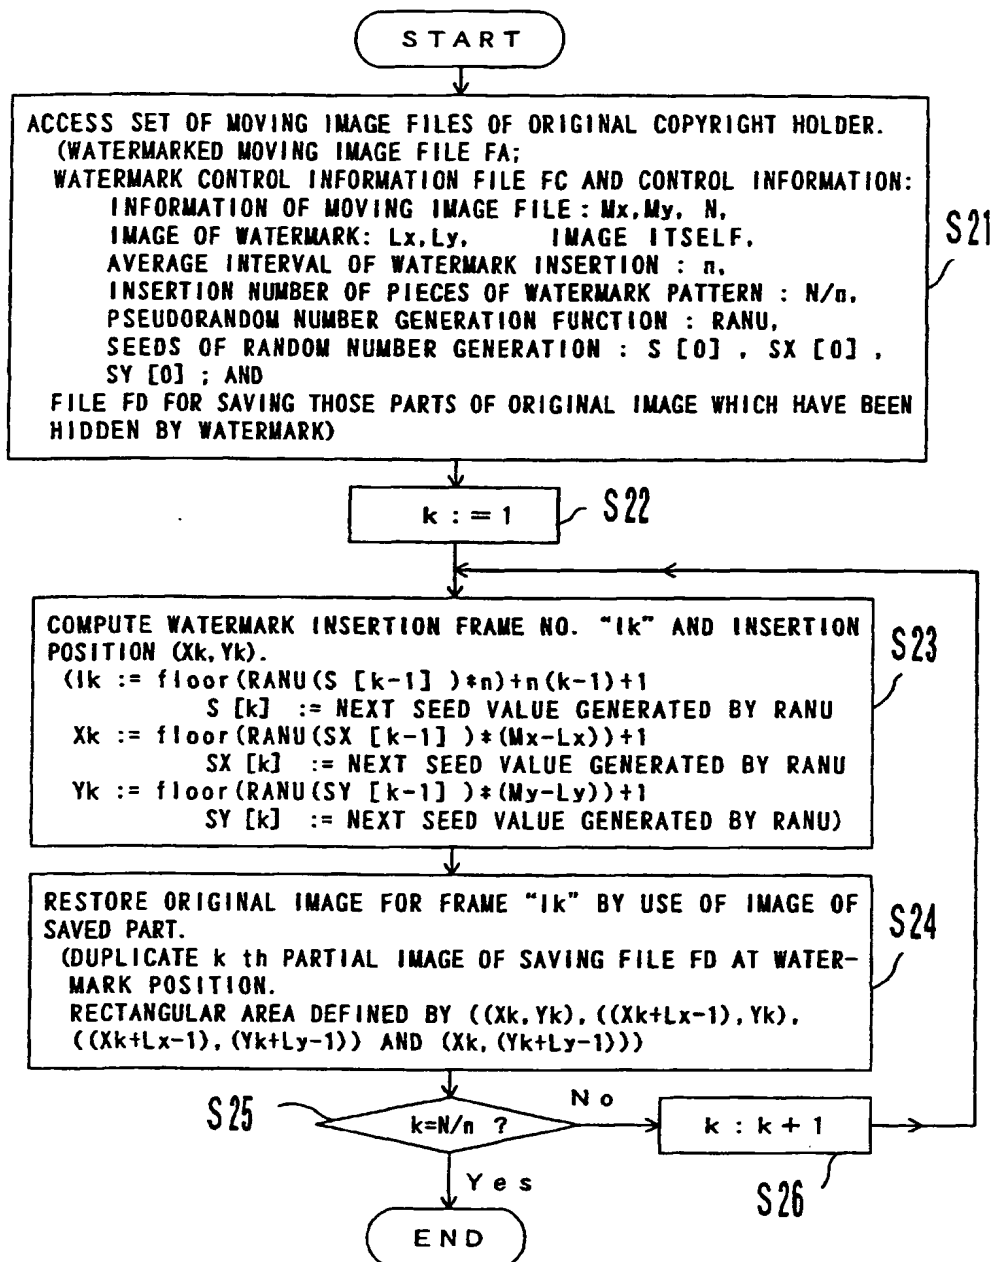 START
ACCESS SET OF MOVING IMAGE FILES OF ORIGINAL COPYRIGHT HOLDER.
(WATERMARKED MOVING IMAGE FILE FA;
WATERMARK CONTROL INFORMATION FILE FC AND CONTROL INFORMATION:
INFORMATION OF MOVING IMAGE FILE : Mx,My, N,
IMAGE OF WATERMARK: Lx,Ly, IMAGE ITSELF,
AVERAGE INTERVAL OF WATERMARK INSERTION : n,
INSERTION NUMBER OF PIECES OF WATERMARK PATTERN : N/n,
PSEUDORANDOM NUMBER GENERATION FUNCTION : RANU,
SEEDS OF RANDOM NUMBER GENERATION : S [0] , SX [0] ,
SY [0] ; AND
FILE FD FOR SAVING THOSE PARTS OF ORIGINAL IMAGE WHICH HAVE BEEN
HIDDEN BY WATERMARK)
S21
k : = 1
S22
COMPUTE WATERMARK INSERTION FRAME NO. "Ik" AND INSERTION
POSITION (Xk, Yk).
(Ik := floor(RANU(S [k-1] )*n)+n(k-1)+1
S [k] := NEXT SEED VALUE GENERATED BY RANU
Xk := floor(RANU(SX [k-1] )*(Mx-Lx))+1
SX [k] := NEXT SEED VALUE GENERATED BY RANU
Yk := floor(RANU(SY [k-1] )*(My-Ly))+1
SY [k] := NEXT SEED VALUE GENERATED BY RANU)
S23
RESTORE ORIGINAL IMAGE FOR FRAME "Ik" BY USE OF IMAGE OF
SAVED PART.
(DUPLICATE k th PARTIAL IMAGE OF SAVING FILE FD AT WATER-
MARK POSITION.
RECTANGULAR AREA DEFINED BY ((Xk, Yk), ((Xk+Lx-1), Yk),
((Xk+Lx-1), (Yk+Ly-1)) AND (Xk, (Yk+Ly-1)))
S24
S25
k=N/n ?
No
k : k + 1
S26
Yes
END